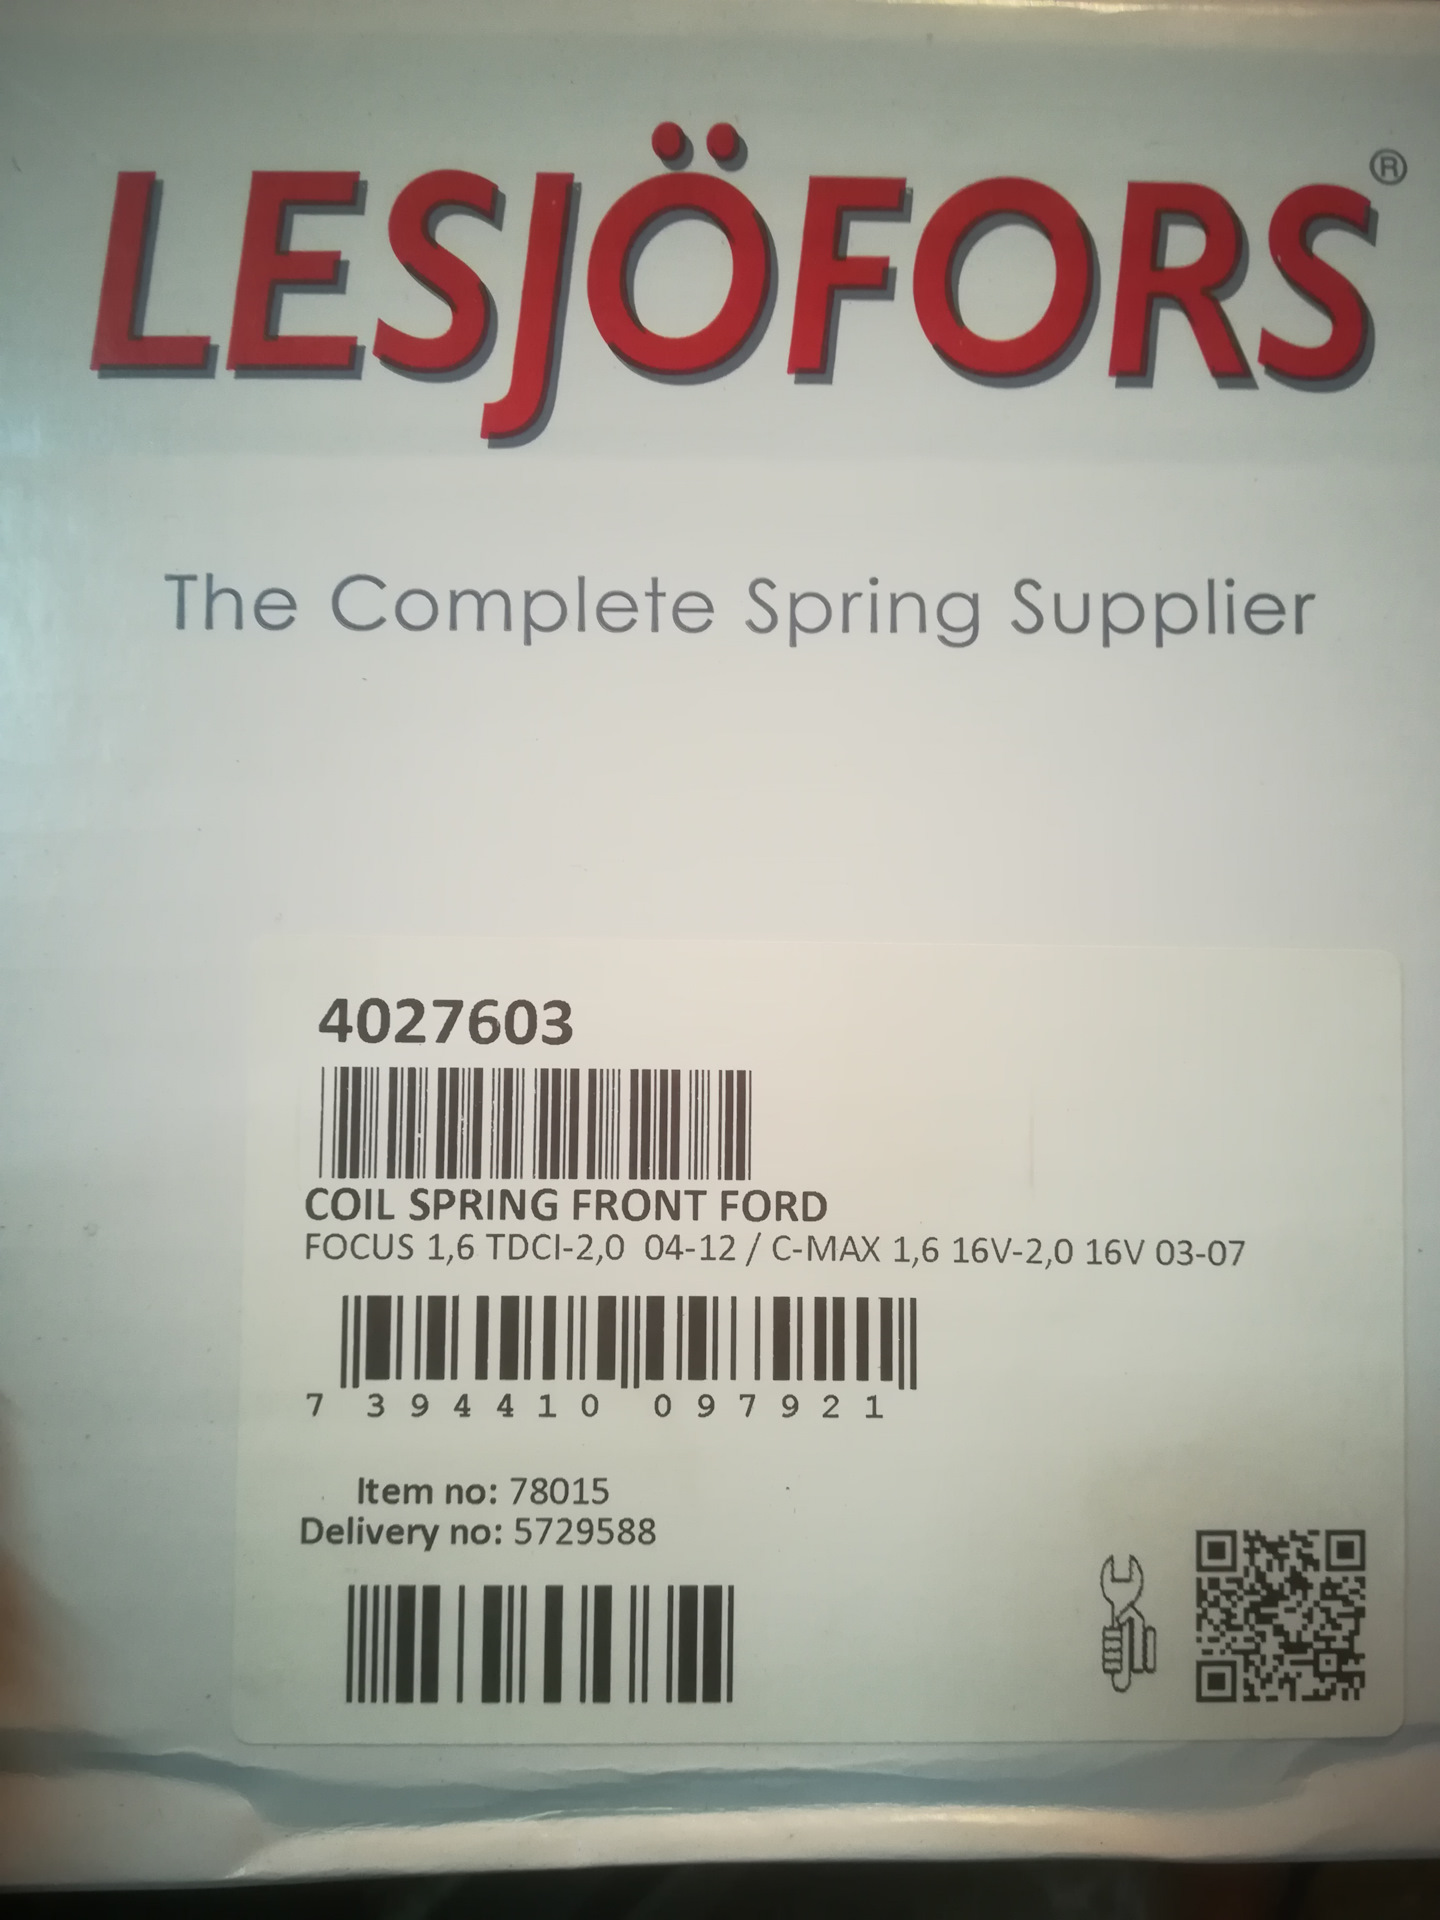 LESJÖFORS®
The Complete Spring Supplier
4027603
COIL SPRING FRONT FORD
FOCUS 1,6 TDCI-2,0 04-12 / C-MAX 1,6 16V-2,0 16V 03-07
7 394410 097921
Item no: 78015
Delivery no: 5729588